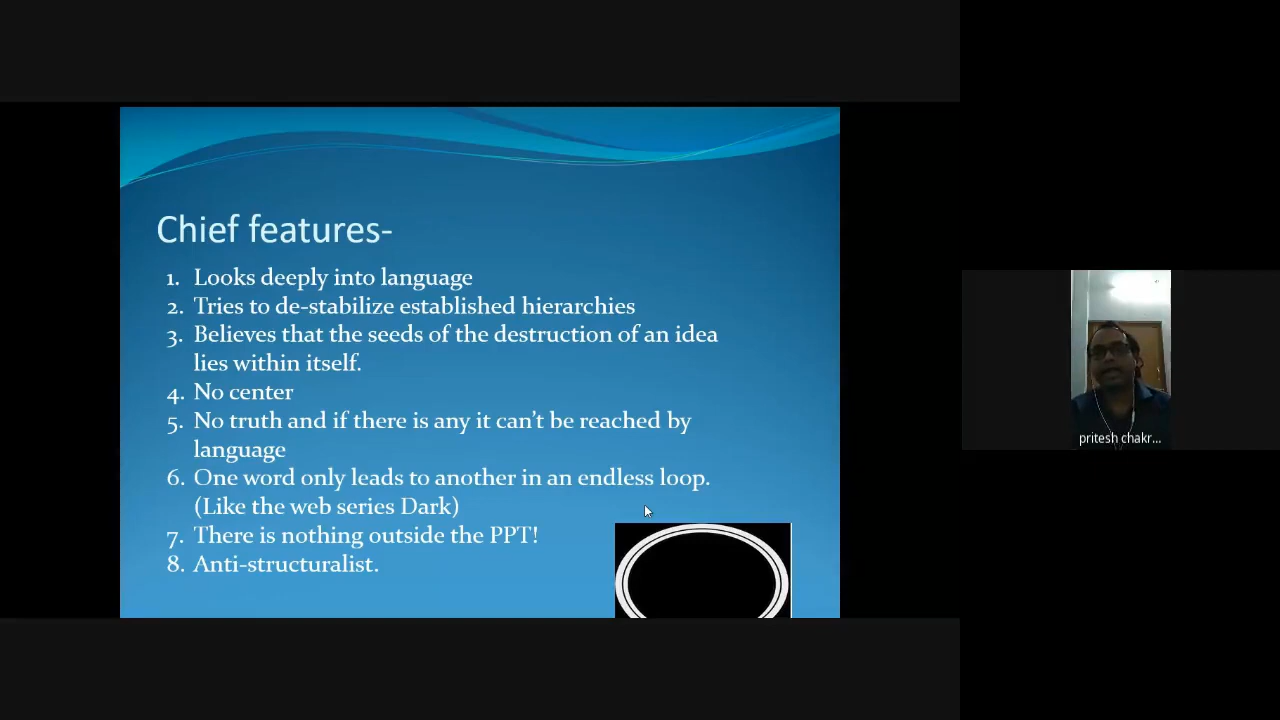 Chief features-
1. Looks deeply into language
2. Tries to de-stabilize established hierarchies
3. Believes that the seeds of the destruction of an idea
lies within itself.
4. No center
5. No truth and if there is any it can't be reached by
language
6. One word only leads to another in an endless loop.
(Like the web series Dark)
7. There is nothing outside the PPT!
8. Anti-structuralist.
pritesh chakr...